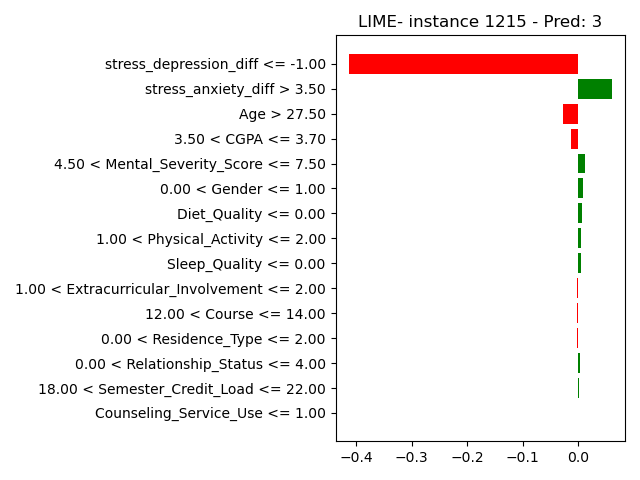 LIME- instance 1215 - Pred: 3
stress_depression_diff <= -1.00
stress_anxiety_diff > 3.50
Age > 27.50
3.50 < CGPA <= 3.70
4.50 < Mental_Severity_Score <= 7.50
0.00 < Gender <= 1.00
Diet_Quality <= 0.00
1.00 < Physical_Activity <= 2.00
Sleep_Quality <= 0.00
1.00 < Extracurricular_Involvement <= 2.00
12.00 < Course <= 14.00
0.00 < Residence_Type <= 2.00
0.00 < Relationship_Status <= 4.00
18.00 < Semester_Credit_Load <= 22.00
Counseling_Service_Use <= 1.00
−0.4 −0.3 −0.2 −0.1 0.0